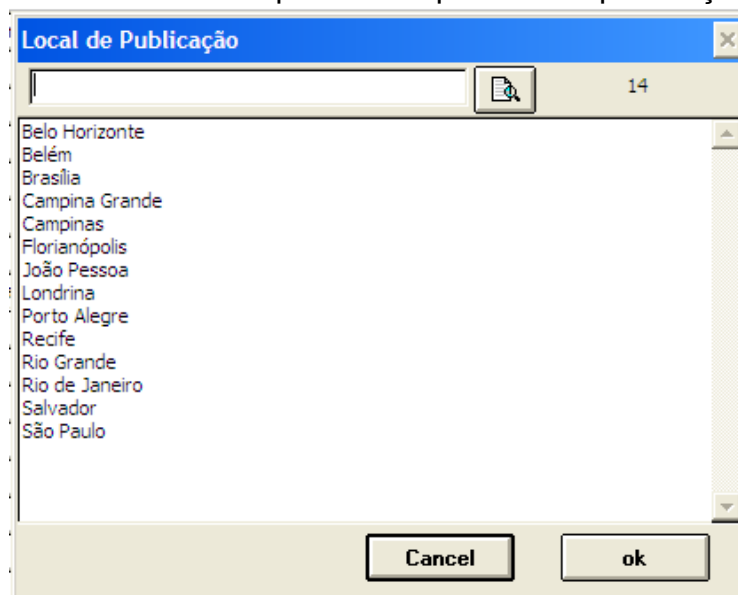 Local de Publicação
14
Belo Horizonte
Belém
Brasília
Campina Grande
Campinas
Florianópolis
João Pessoa
Londrina
Porto Alegre
Recife
Rio Grande
Rio de Janeiro
Salvador
São Paulo
Cancel
ok